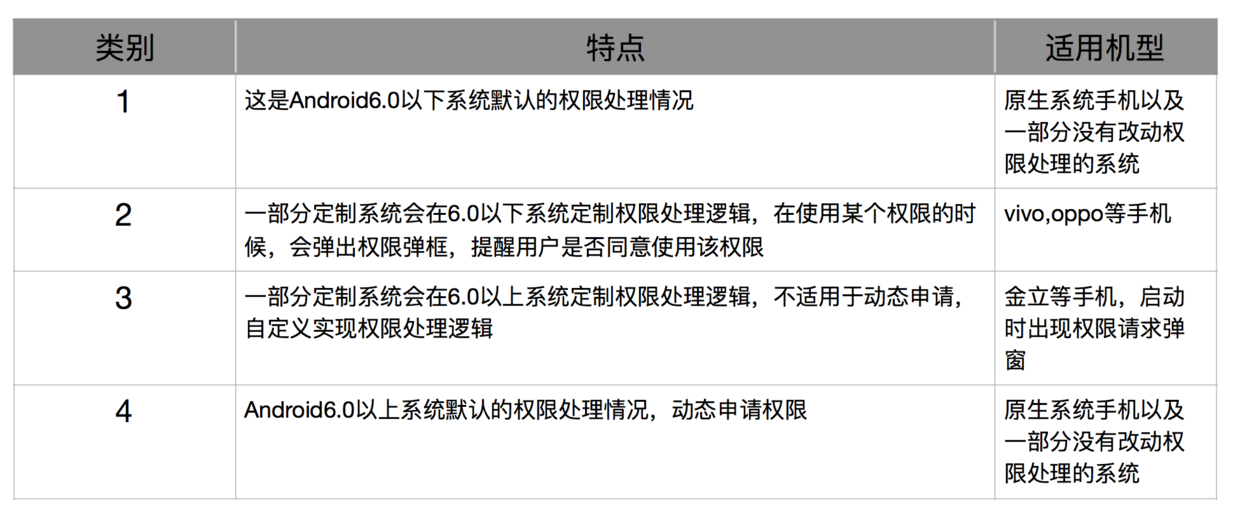 类别 特点 适用机型
1 这是Android6.0以下系统默认的权限处理情况 原生系统手机以及
一部分没有改动权
限处理的系统
2 一部分定制系统会在6.0以下系统定制权限处理逻辑，在使用某个权限的时 vivo,oppo等手机
候，会弹出权限弹框，提醒用户是否同意使用该权限
3 一部分定制系统会在6.0以上系统定制权限处理逻辑，不适用于动态申请， 金立等手机，启动
自定义实现权限处理逻辑 时出现权限请求弹
窗
4 Android6.0以上系统默认的权限处理情况，动态申请权限 原生系统手机以及
一部分没有改动权
限处理的系统